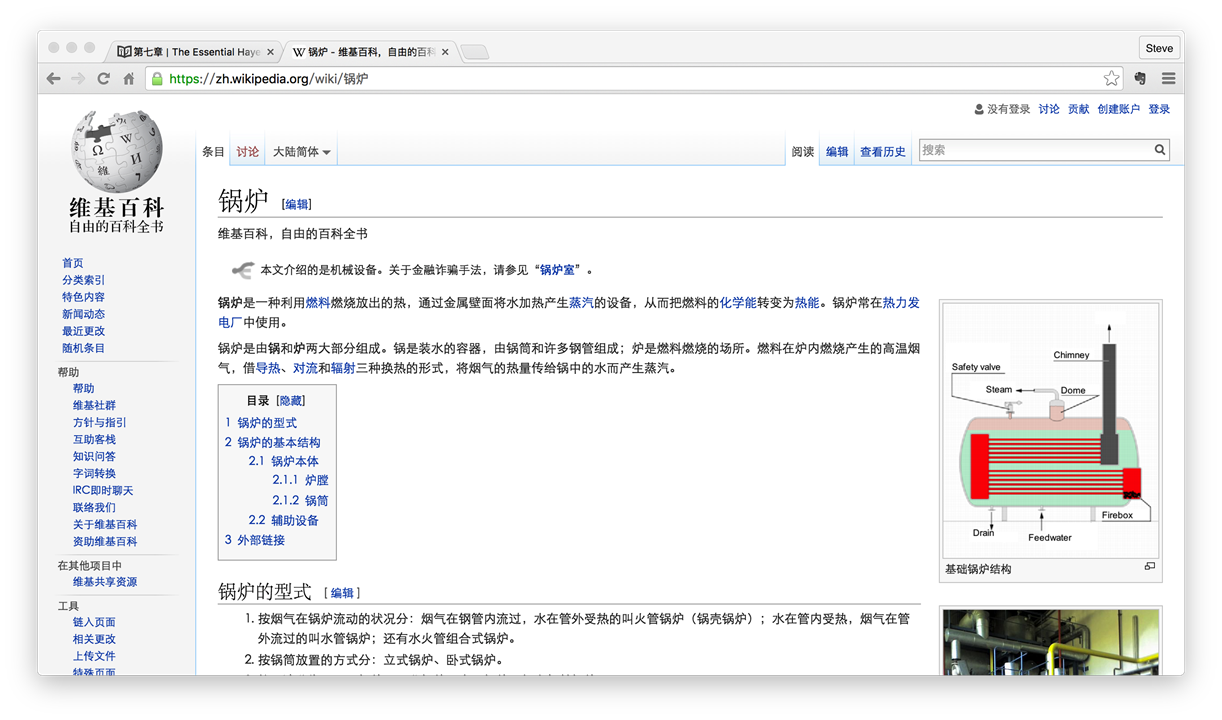 第七章 | The Essential Haye
锅炉 - 维基百科，自由的百科
Steve
https://zh.wikipedia.org/wiki/锅炉
没有登录 讨论 贡献 创建账户 登录
条目 讨论 大陆简体 阅读 编辑 查看历史 搜索
维基百科
自由的百科全书
首页
分类索引
特色内容
新闻动态
最近更改
随机条目
帮助
帮助
维基社群
方针与指引
互助客栈
知识问答
字词转换
IRC即时聊天
联络我们
关于维基百科
资助维基百科
在其他项目中
维基共享资源
工具
链入页面
相关更改
上传文件
特殊页面
锅炉 [编辑]
维基百科，自由的百科全书
本文介绍的是机械设备。关于金融诈骗手法，请参见“锅炉室”。
锅炉是一种利用燃料燃烧放出的热，通过金属壁面将水加热产生蒸汽的设备，从而把燃料的化学能转变为热能。锅炉常在热力发
电厂中使用。
锅炉是由锅和炉两大部分组成。锅是装水的容器，由锅筒和许多钢管组成；炉是燃料燃烧的场所。燃料在炉内燃烧产生的高温烟
气，借导热、对流和辐射三种换热的形式，将烟气的热量传给锅中的水而产生蒸汽。
目录 [隐藏]
1 锅炉的型式
2 锅炉的基本结构
2.1 锅炉本体
2.1.1 炉膛
2.1.2 锅筒
2.2 辅助设备
3 外部链接
锅炉的型式 [编辑]
1. 按烟气在锅炉流动的状况分：烟气在钢管内流过，水在管外受热的叫火管锅炉（锅壳锅炉）；水在管内受热，烟气在管
外流过的叫水管锅炉；还有水火管组合式锅炉。
2. 按锅筒放置的方式分：立式锅炉、卧式锅炉。
Chimney
Safety valve
Steam
Dome
Firebox
Drain
Feedwater
基础锅炉结构